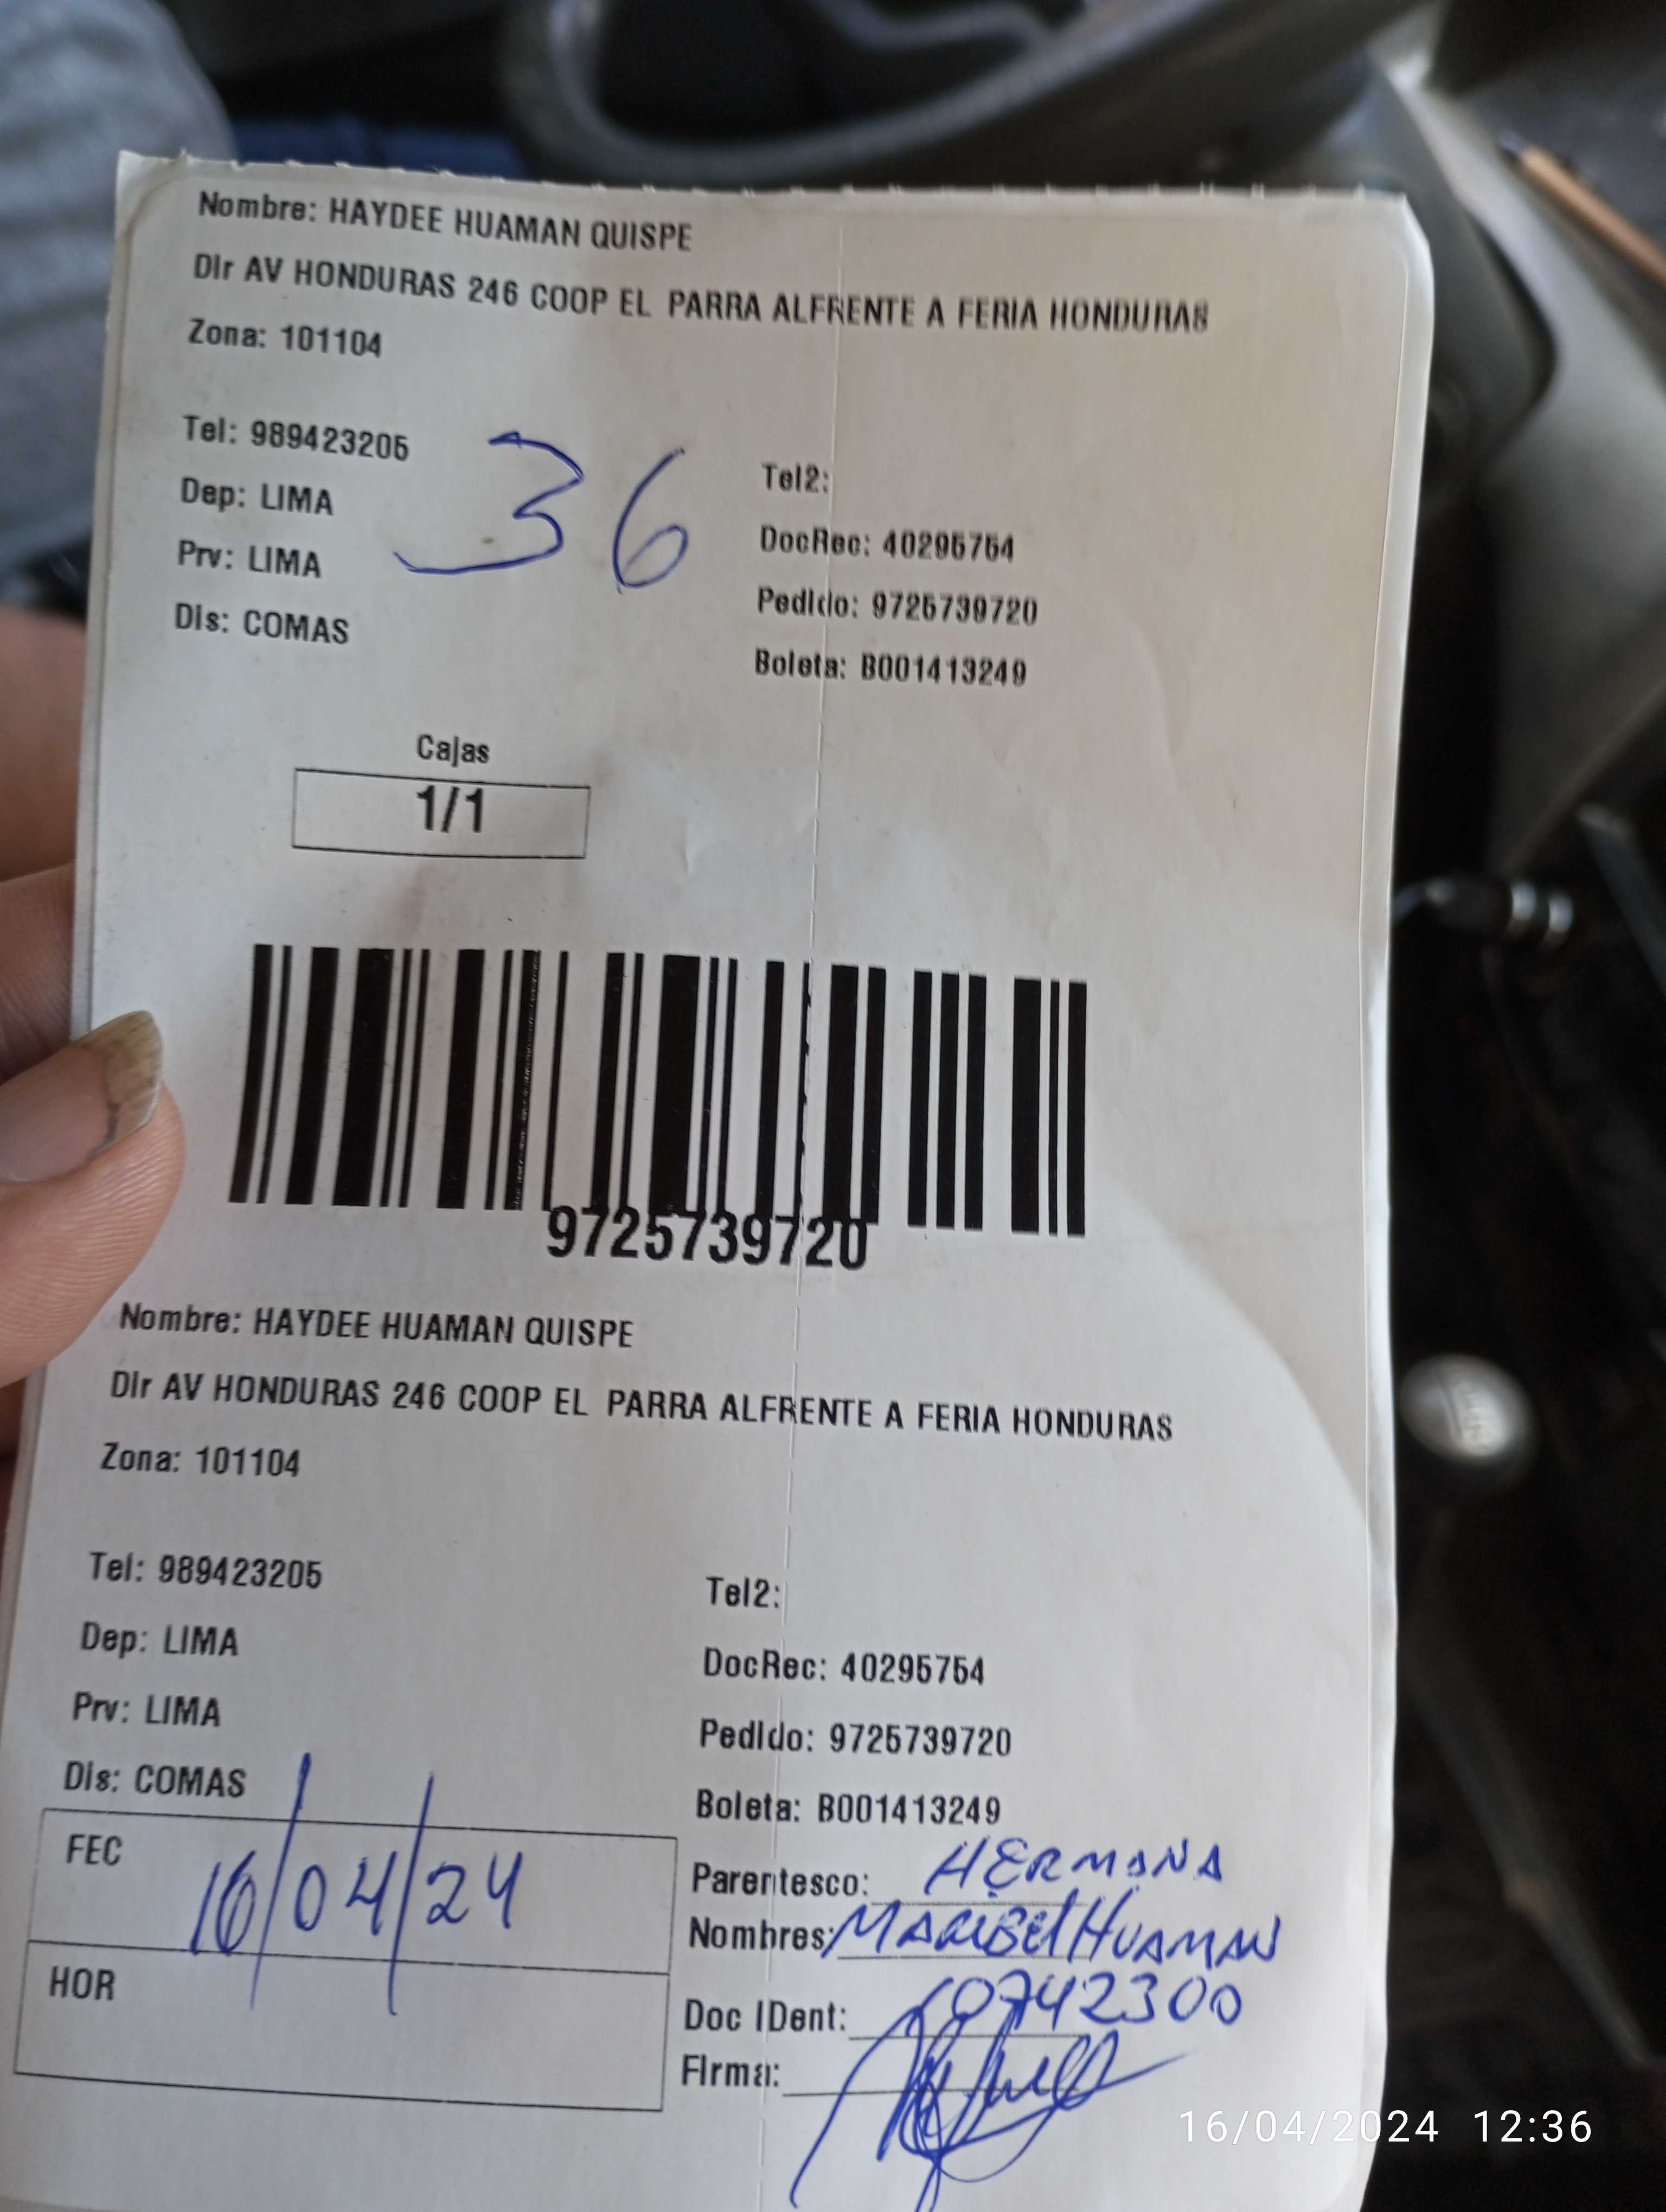 Nombre: HAYDEE HUAMAN QUISPE
Dir AV HONDURAS 246 COOP EL PARRA ALFRENTE A FERIA HONDURAS
Zona: 101104
Tel: 989423205
36
Tel2:
Dep: LIMA
DocRec: 40295754
Prv: LIMA
Pedido: 9725739720
Dis: COMAS
Boleta: B001413249
Cajas
1/1
9725739720
Nombre: HAYDEE HUAMAN QUISPE
Dir AV HONDURAS 246 COOP EL PARRA ALFRENTE A FERIA HONDURAS
Zona: 101104
Tel: 989423205
Tel2:
Dep: LIMA
DocRec: 40295754
Prv: LIMA
Pedido: 9725739720
Dis: COMAS
Boleta: B001413249
FEC 16/04/24
Parentesco: HERMANA
Nombres: MARIBEL HUAMAN
HOR
Doc IDent: 60742300
Firma:
16/04/2024 12:36